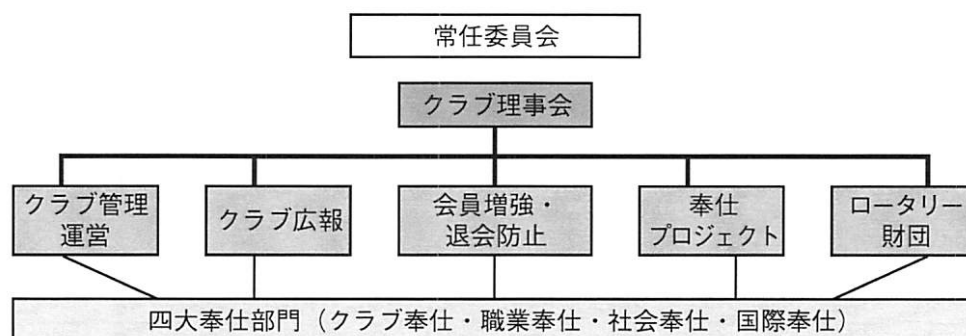 常任委員会
クラブ理事会
クラブ管理
運営
クラブ広報
会員増強・
退会防止
奉仕
プロジェクト
ロータリー
財団
四大奉仕部門（クラブ奉仕・職業奉仕・社会奉仕・国際奉仕）